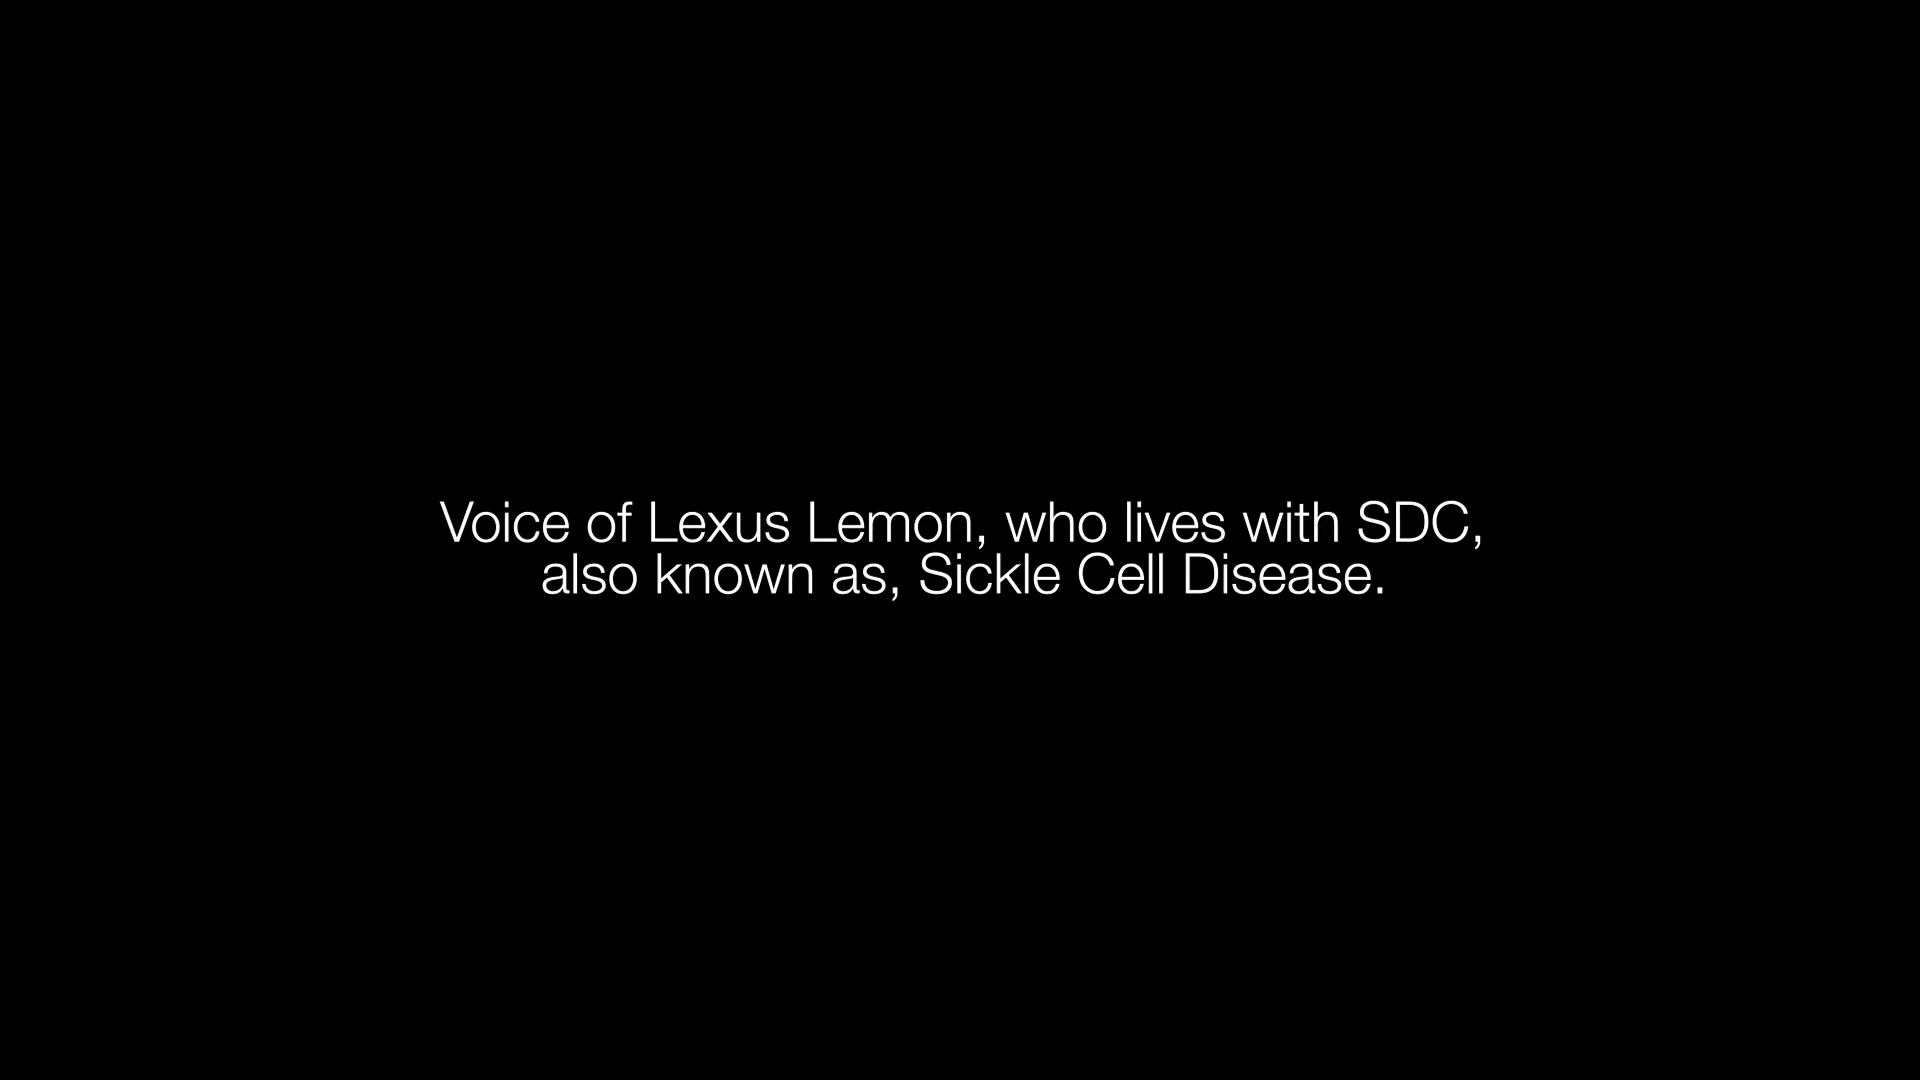 Voice of Lexus Lemon, who lives with SDC,
also known as, Sickle Cell Disease.